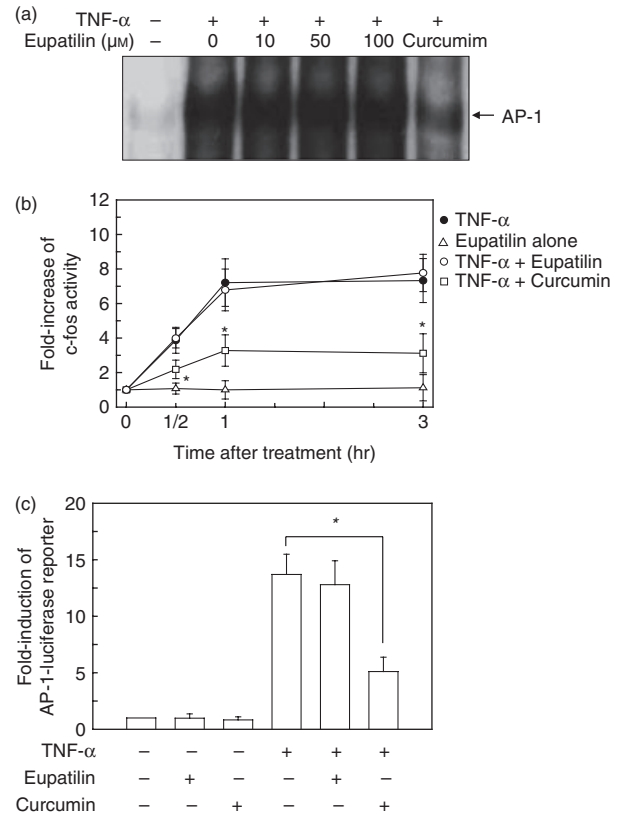 (a)
TNF-α – + + + + +
Eupatilin (μM) – 0 10 50 100 Curcumim
AP-1
(b)
12
10
8
6
4
2
0
Fold-increase of
c-fos activity
* * *
0 1/2 1 3
Time after treatment (hr)
TNF-α
Eupatilin alone
TNF-α + Eupatilin
TNF-α + Curcumin
(c)
20
15
10
5
0
Fold-induction of
AP-1-luciferase reporter
*
TNF-α – – – + + +
Eupatilin – + – – + –
Curcumin – – + – – +